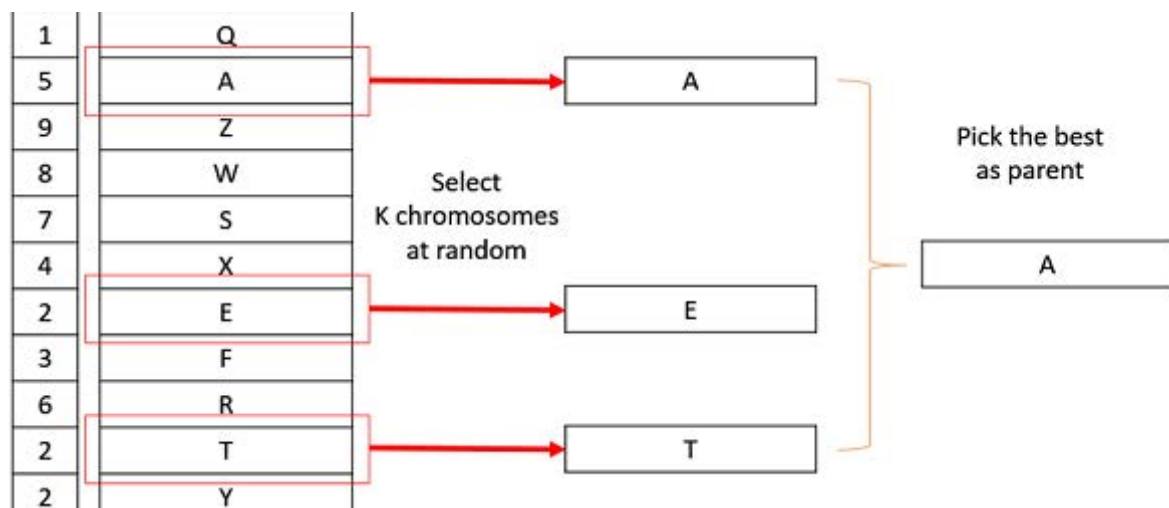 1 Q
5 A A
9 Z
8 W
7 S
4 X
2 E E
3 F
6 R
2 T T
2 Y
Select
K chromosomes
at random
Pick the best
as parent
A